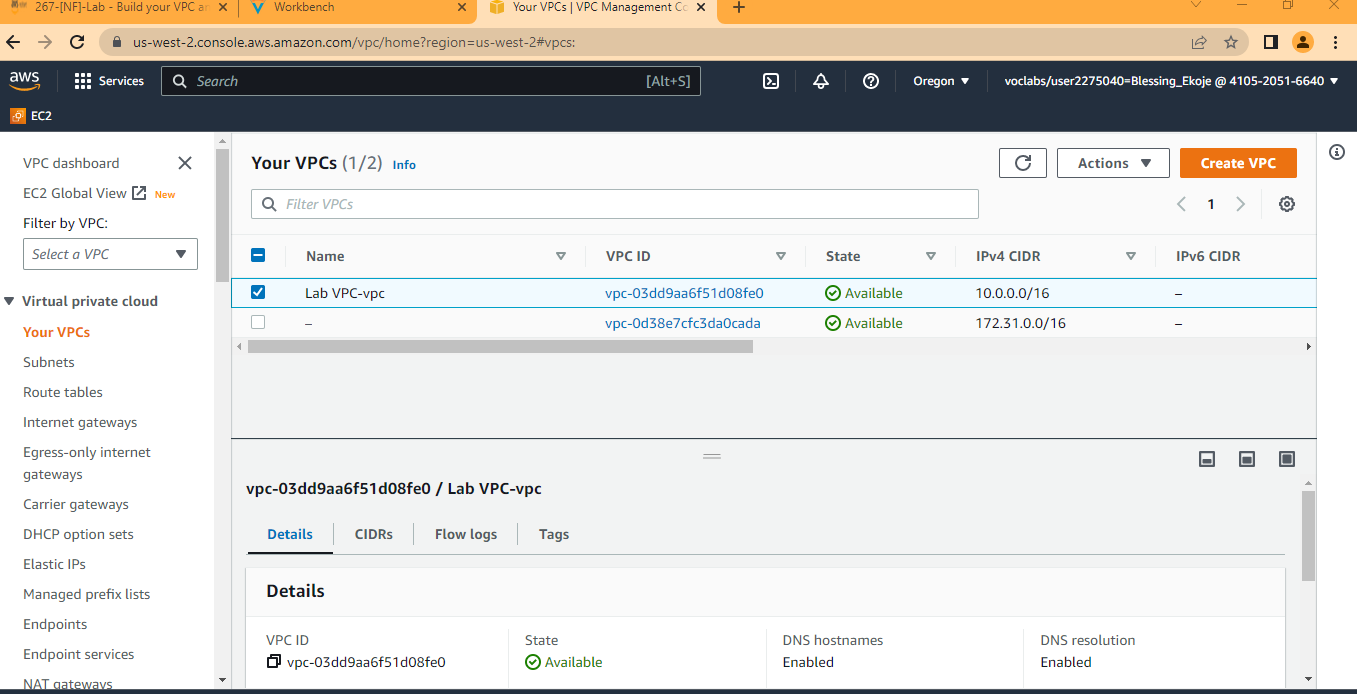 267-[NF]-Lab - Build your VPC an
Workbench
Your VPCs | VPC Management Co
us-west-2.console.aws.amazon.com/vpc/home?region=us-west-2#vpcs:
aws
Services
Search
[Alt+S]
Oregon
voclabs/user2275040=Blessing_Ekoje @ 4105-2051-6640
EC2
VPC dashboard
EC2 Global View New
Filter by VPC:
Select a VPC
Virtual private cloud
Your VPCs
Subnets
Route tables
Internet gateways
Egress-only internet
gateways
Carrier gateways
DHCP option sets
Elastic IPs
Managed prefix lists
Endpoints
Endpoint services
NAT gateways
Your VPCs (1/2) Info
Actions
Create VPC
Filter VPCs
1
Name VPC ID State IPv4 CIDR IPv6 CIDR
Lab VPC-vpc vpc-03dd9aa6f51d08fe0 Available 10.0.0.0/16 –
– vpc-0d38e7cfc3da0cada Available 172.31.0.0/16 –
vpc-03dd9aa6f51d08fe0 / Lab VPC-vpc
Details CIDRs Flow logs Tags
Details
VPC ID State DNS hostnames DNS resolution
vpc-03dd9aa6f51d08fe0 Available Enabled Enabled